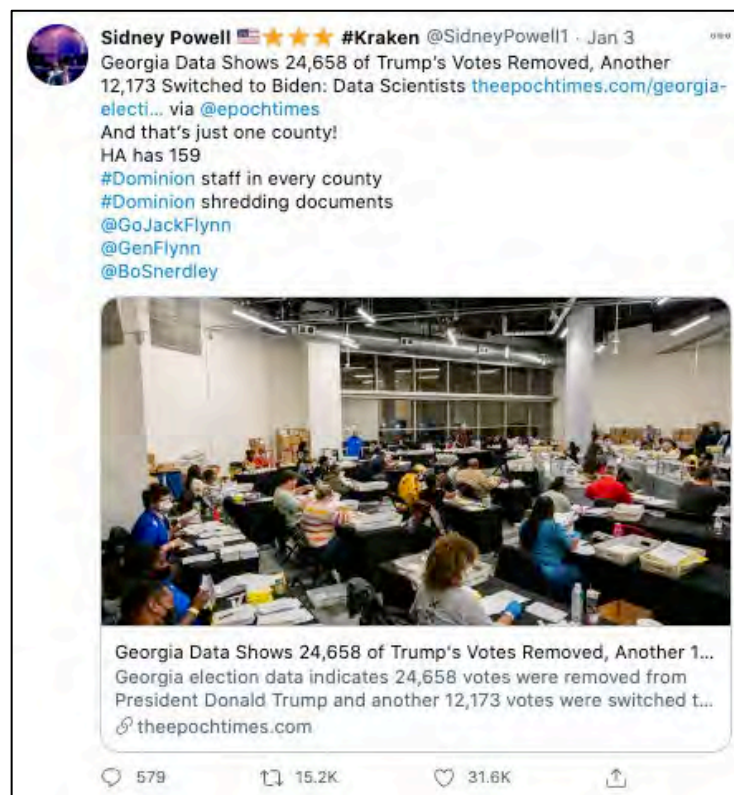 Sidney Powell 🇺🇸⭐⭐⭐ #Kraken @SidneyPowell1 · Jan 3
Georgia Data Shows 24,658 of Trump's Votes Removed, Another
12,173 Switched to Biden: Data Scientists theepochtimes.com/georgia-
electi... via @epochtimes
And that's just one county!
HA has 159
#Dominion staff in every county
#Dominion shredding documents
@GoJackFlynn
@GenFlynn
@BoSnerdley
Georgia Data Shows 24,658 of Trump's Votes Removed, Another 1...
Georgia election data indicates 24,658 votes were removed from
President Donald Trump and another 12,173 votes were switched t...
theepochtimes.com
579 15.2K 31.6K